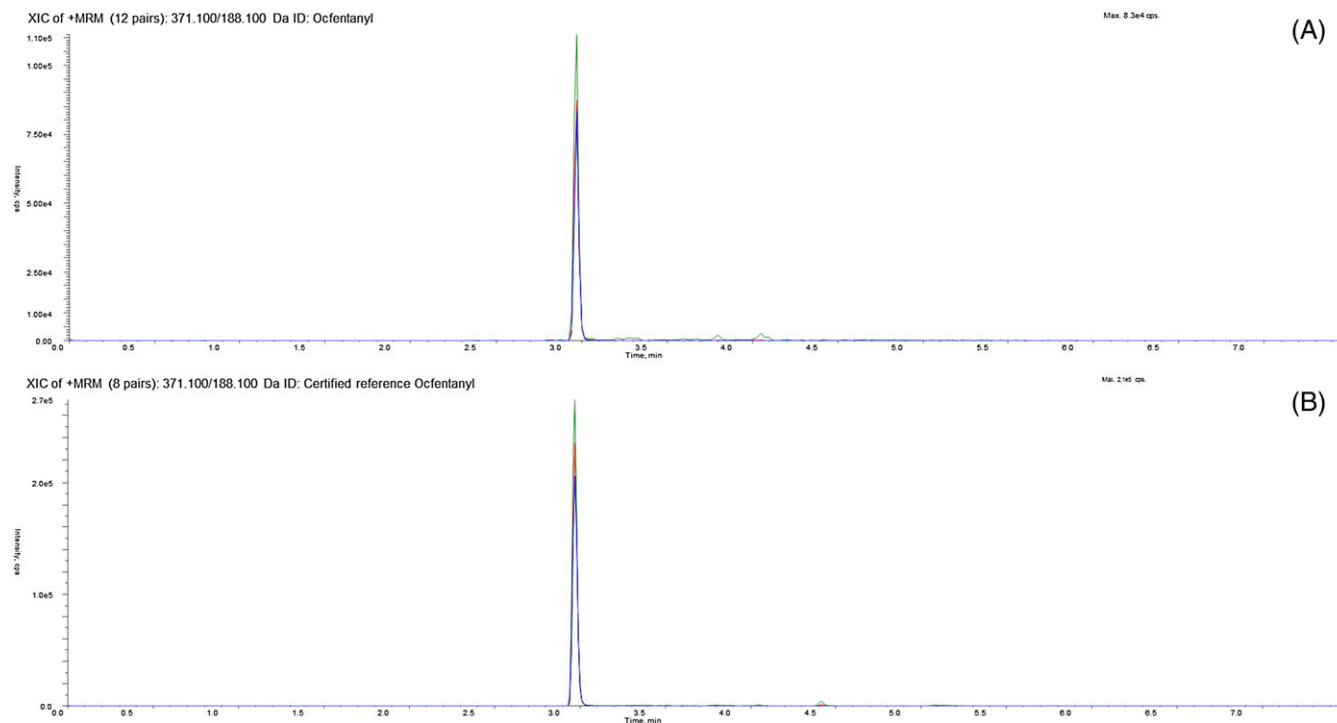 XIC of +MRM (12 pairs): 371.100/188.100 Da ID: Ocfentanyl
Max. 8.3e4 cps.
(A)
1.10e5
1.00e5
7.50e4
5.00e4
2.50e4
1.00e4
0.00
Intensity, cps
0.0 0.5 1.0 1.5 2.0 2.5 3.0 3.5 4.0 4.5 5.0 5.5 6.0 6.5 7.0
Time, min
XIC of +MRM (8 pairs): 371.100/188.100 Da ID: Certified reference Ocfentanyl
Max. 2.1e5 cps.
(B)
2.7e5
2.0e5
1.0e5
0.0
Intensity, cps
0.0 0.5 1.0 1.5 2.0 2.5 3.0 3.5 4.0 4.5 5.0 5.5 6.0 6.5 7.0
Time, min